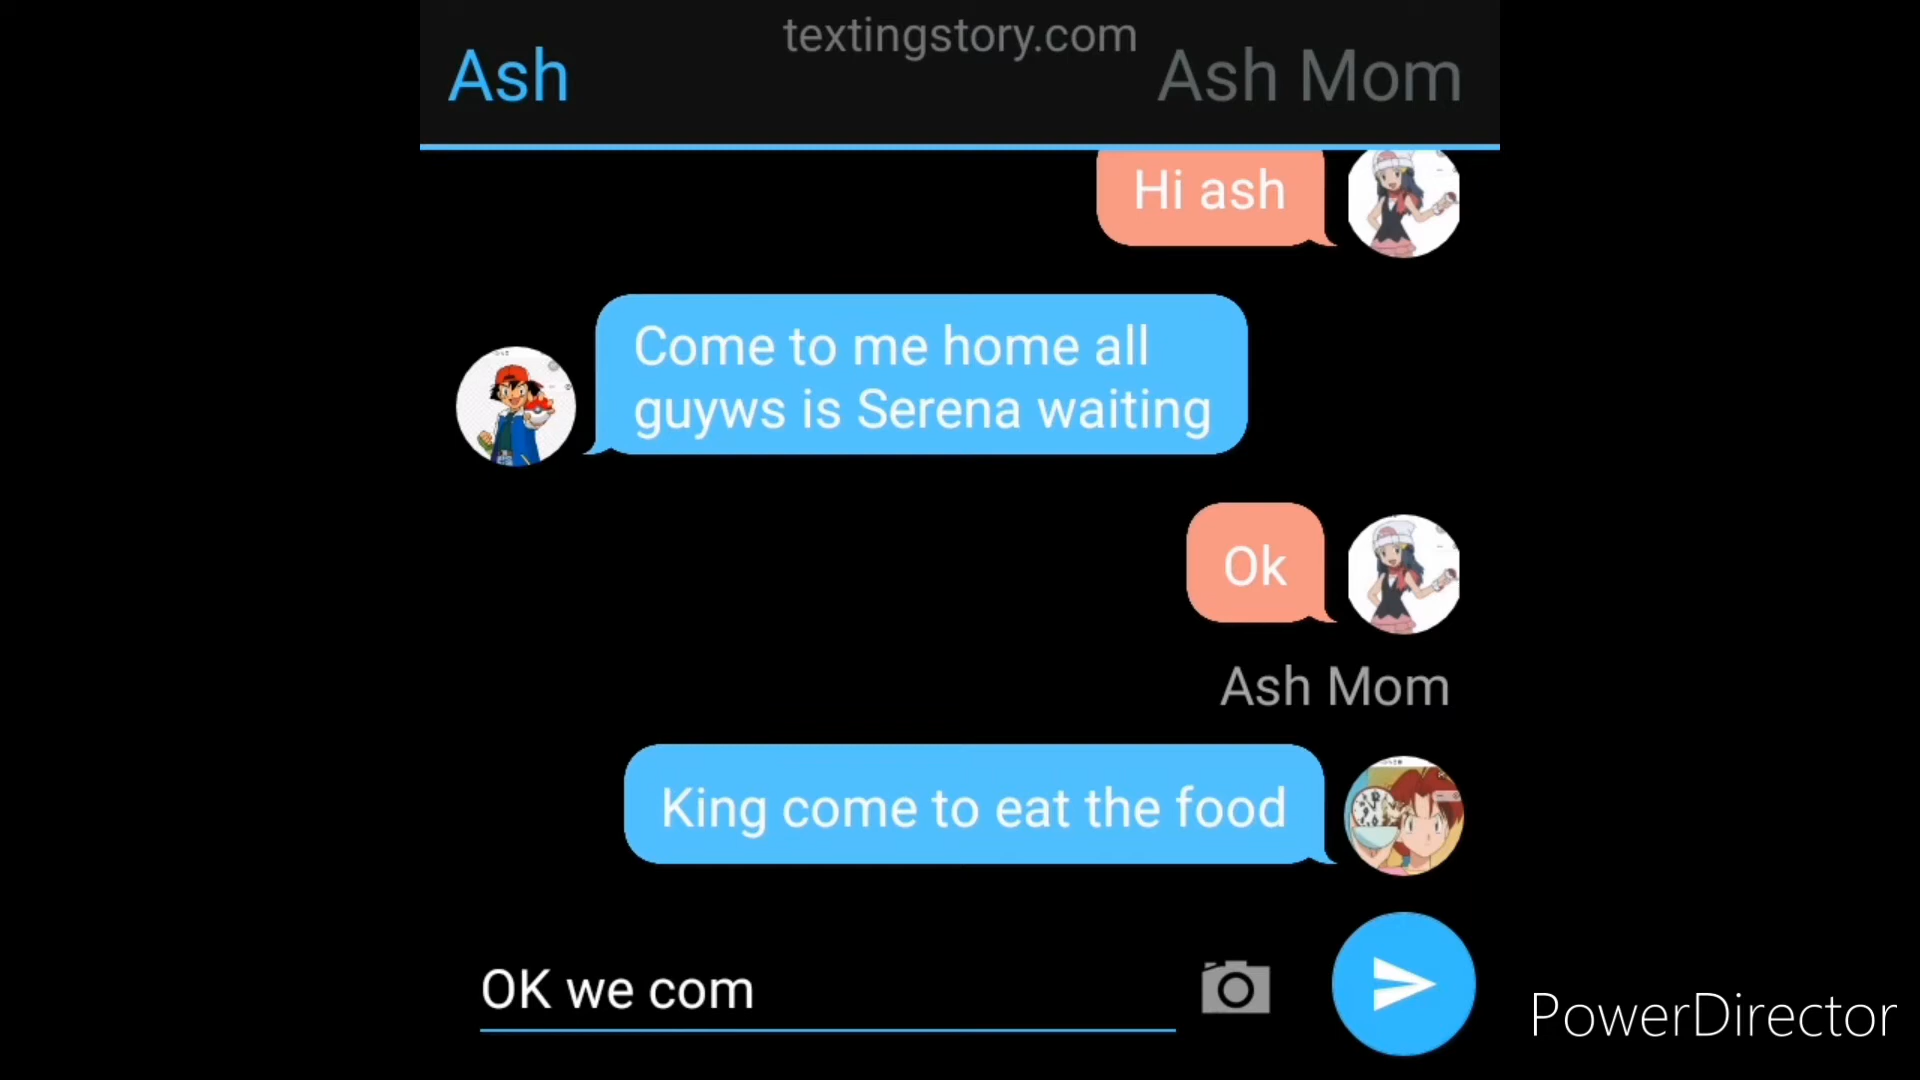 textingstory.com
Ash
Ash Mom
Hi ash
Come to me home all
guyws is Serena waiting
Ok
Ash Mom
King come to eat the food
OK we com
PowerDirector